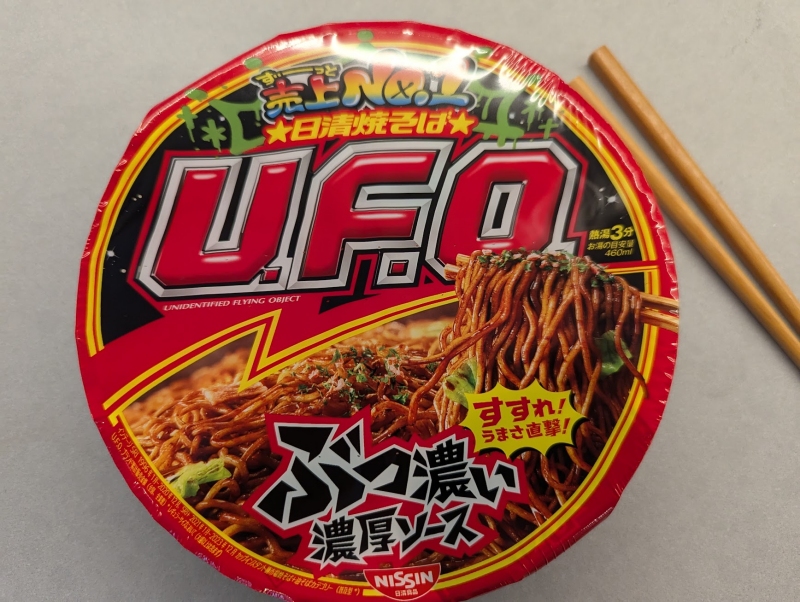 ずーっと
売上No.1
★日清焼そば★
U.F.O.
UNIDENTIFIED FLYING OBJECT
熱湯3分
お湯の目安量
460ml
すすれ!
うまさ直撃!
ぶっ濃い
濃厚ソース
NISSIN
日清食品